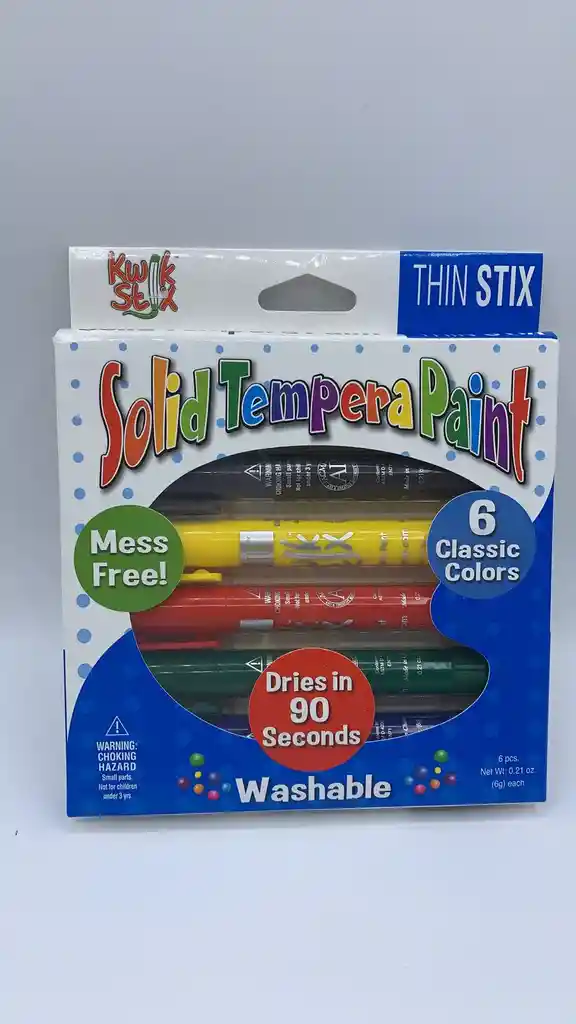 Kwik
Stix
THIN STIX
Solid Tempera Paint
Mess
Free!
6
Classic
Colors
Dries in
90
Seconds
WARNING:
CHOKING
HAZARD
Small parts.
Not for children
under 3 yrs
Washable
6 pcs.
Net Wt: 0.21 oz.
(6g) each